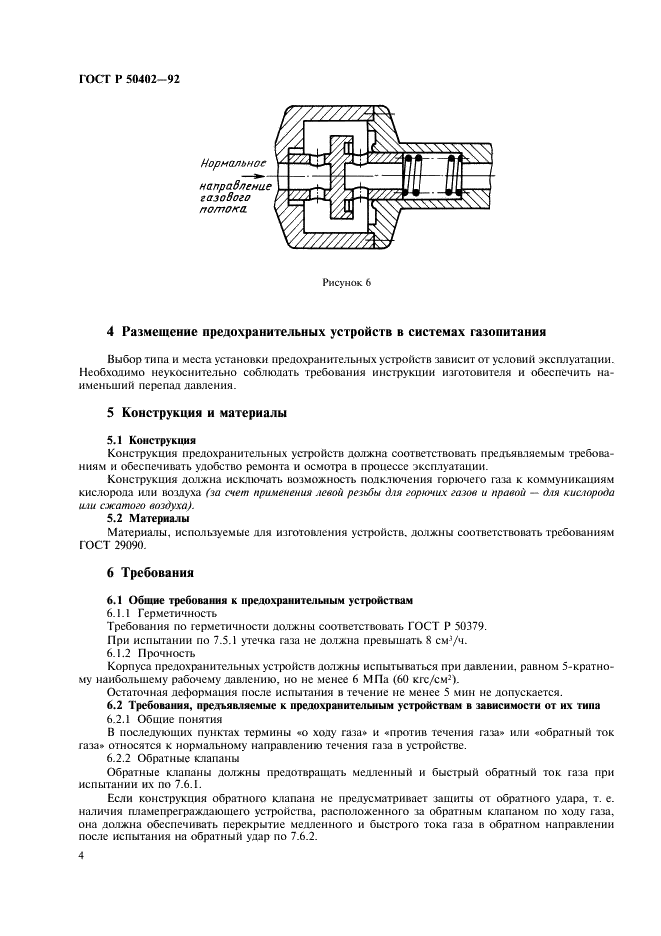 ГОСТ Р 50402—92
Нормальное
направление
газового
потока
Рисунок 6
4 Размещение предохранительных устройств в системах газопитания
Выбор типа и места установки предохранительных устройств зависит от условий эксплуатации.
Необходимо неукоснительно соблюдать требования инструкции изготовителя и обеспечить на-
именьший перепад давления.
5 Конструкция и материалы
5.1 Конструкция
Конструкция предохранительных устройств должна соответствовать предъявляемым требова-
ниям и обеспечивать удобство ремонта и осмотра в процессе эксплуатации.
Конструкция должна исключать возможность подключения горючего газа к коммуникациям
кислорода или воздуха (за счет применения левой резьбы для горючих газов и правой — для кислорода
или сжатого воздуха).
5.2 Материалы
Материалы, используемые для изготовления устройств, должны соответствовать требованиям
ГОСТ 29090.
6 Требования
6.1 Общие требования к предохранительным устройствам
6.1.1 Герметичность
Требования по герметичности должны соответствовать ГОСТ Р 50379.
При испытании по 7.5.1 утечка газа не должна превышать 8 см³/ч.
6.1.2 Прочность
Корпуса предохранительных устройств должны испытываться при давлении, равном 5-кратно-
му наибольшему рабочему давлению, но не менее 6 МПа (60 кгс/см²).
Остаточная деформация после испытания в течение не менее 5 мин не допускается.
6.2 Требования, предъявляемые к предохранительным устройствам в зависимости от их типа
6.2.1 Общие понятия
В последующих пунктах термины «о ходу газа» и «против течения газа» или «обратный ток
газа» относятся к нормальному направлению течения газа в устройстве.
6.2.2 Обратные клапаны
Обратные клапаны должны предотвращать медленный и быстрый обратный ток газа при
испытании их по 7.6.1.
Если конструкция обратного клапана не предусматривает защиты от обратного удара, т. е.
наличия пламепреграждающего устройства, расположенного за обратным клапаном по ходу газа,
она должна обеспечивать перекрытие медленного и быстрого тока газа в обратном направлении
после испытания на обратный удар по 7.6.2.
4